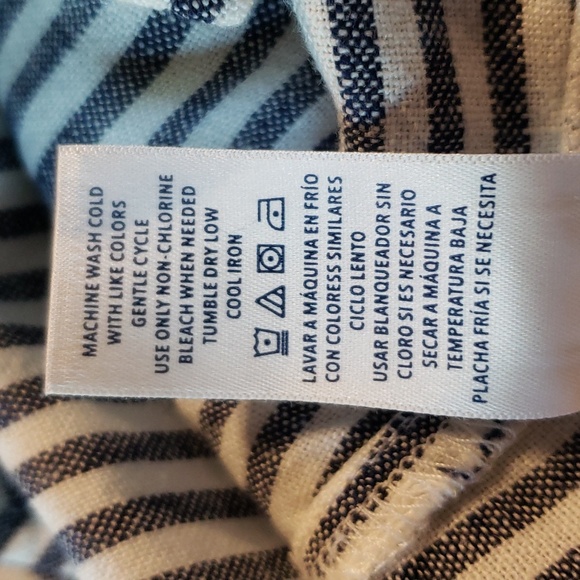 MACHINE WASH COLD
WITH LIKE COLORS
GENTLE CYCLE
USE ONLY NON-CHLORINE
BLEACH WHEN NEEDED
TUMBLE DRY LOW
COOL IRON
LAVAR A MÁQUINA EN FRÍO
CON COLORESS SIMILARES
CICLO LENTO
USAR BLANQUEADOR SIN
CLORO SI ES NECESARIO
SECAR A MÁQUINA A
TEMPERATURA BAJA
PLACHA FRÍA SI SE NECESITA